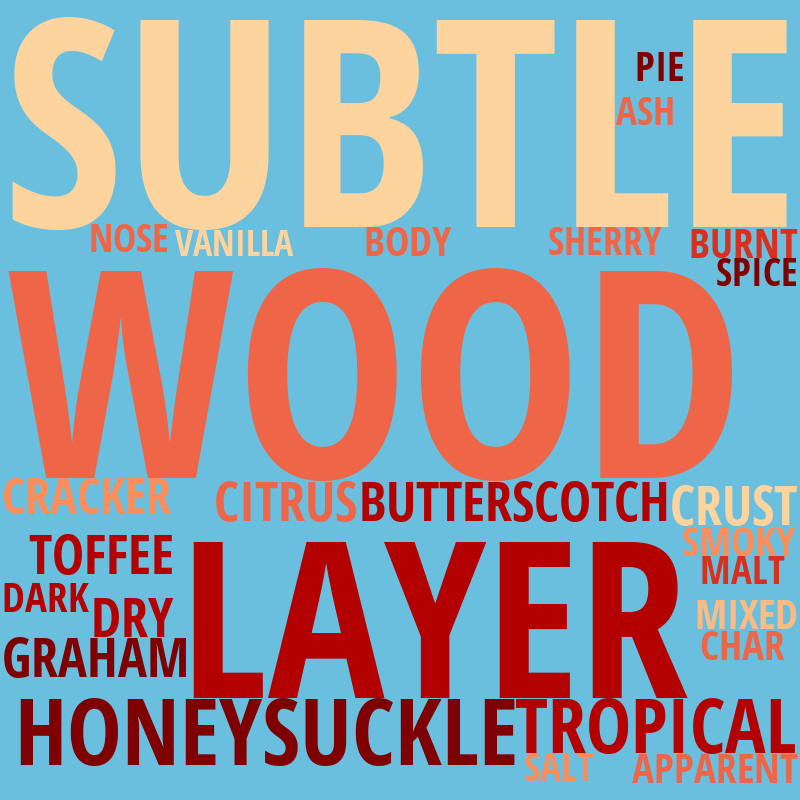 SUBTLE
PIE
ASH
NOSE VANILLA BODY SHERRY BURNT
SPICE
WOOD
CRACKER CITRUS BUTTERSCOTCH CRUST
SMOKY
TOFFEE
LAYER
MALT
DARK DRY MIXED
GRAHAM CHAR
HONEYSUCKLE TROPICAL
SALT APPARENT